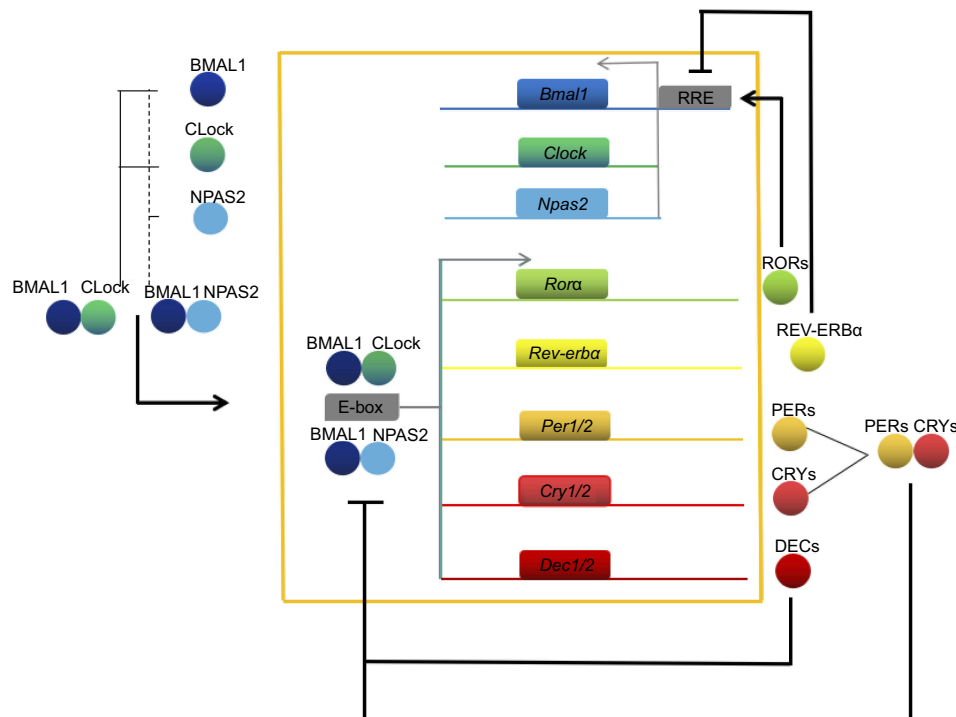 BMAL1
CLock
NPAS2
BMAL1 CLock
BMAL1 NPAS2
Bmal1
RRE
Clock
Npas2
Rorα
Rev-erbα
Per1/2
Cry1/2
Dec1/2
BMAL1 CLock
E-box
BMAL1 NPAS2
RORs
REV-ERBα
PERs
CRYs
PERs CRYs
DECs